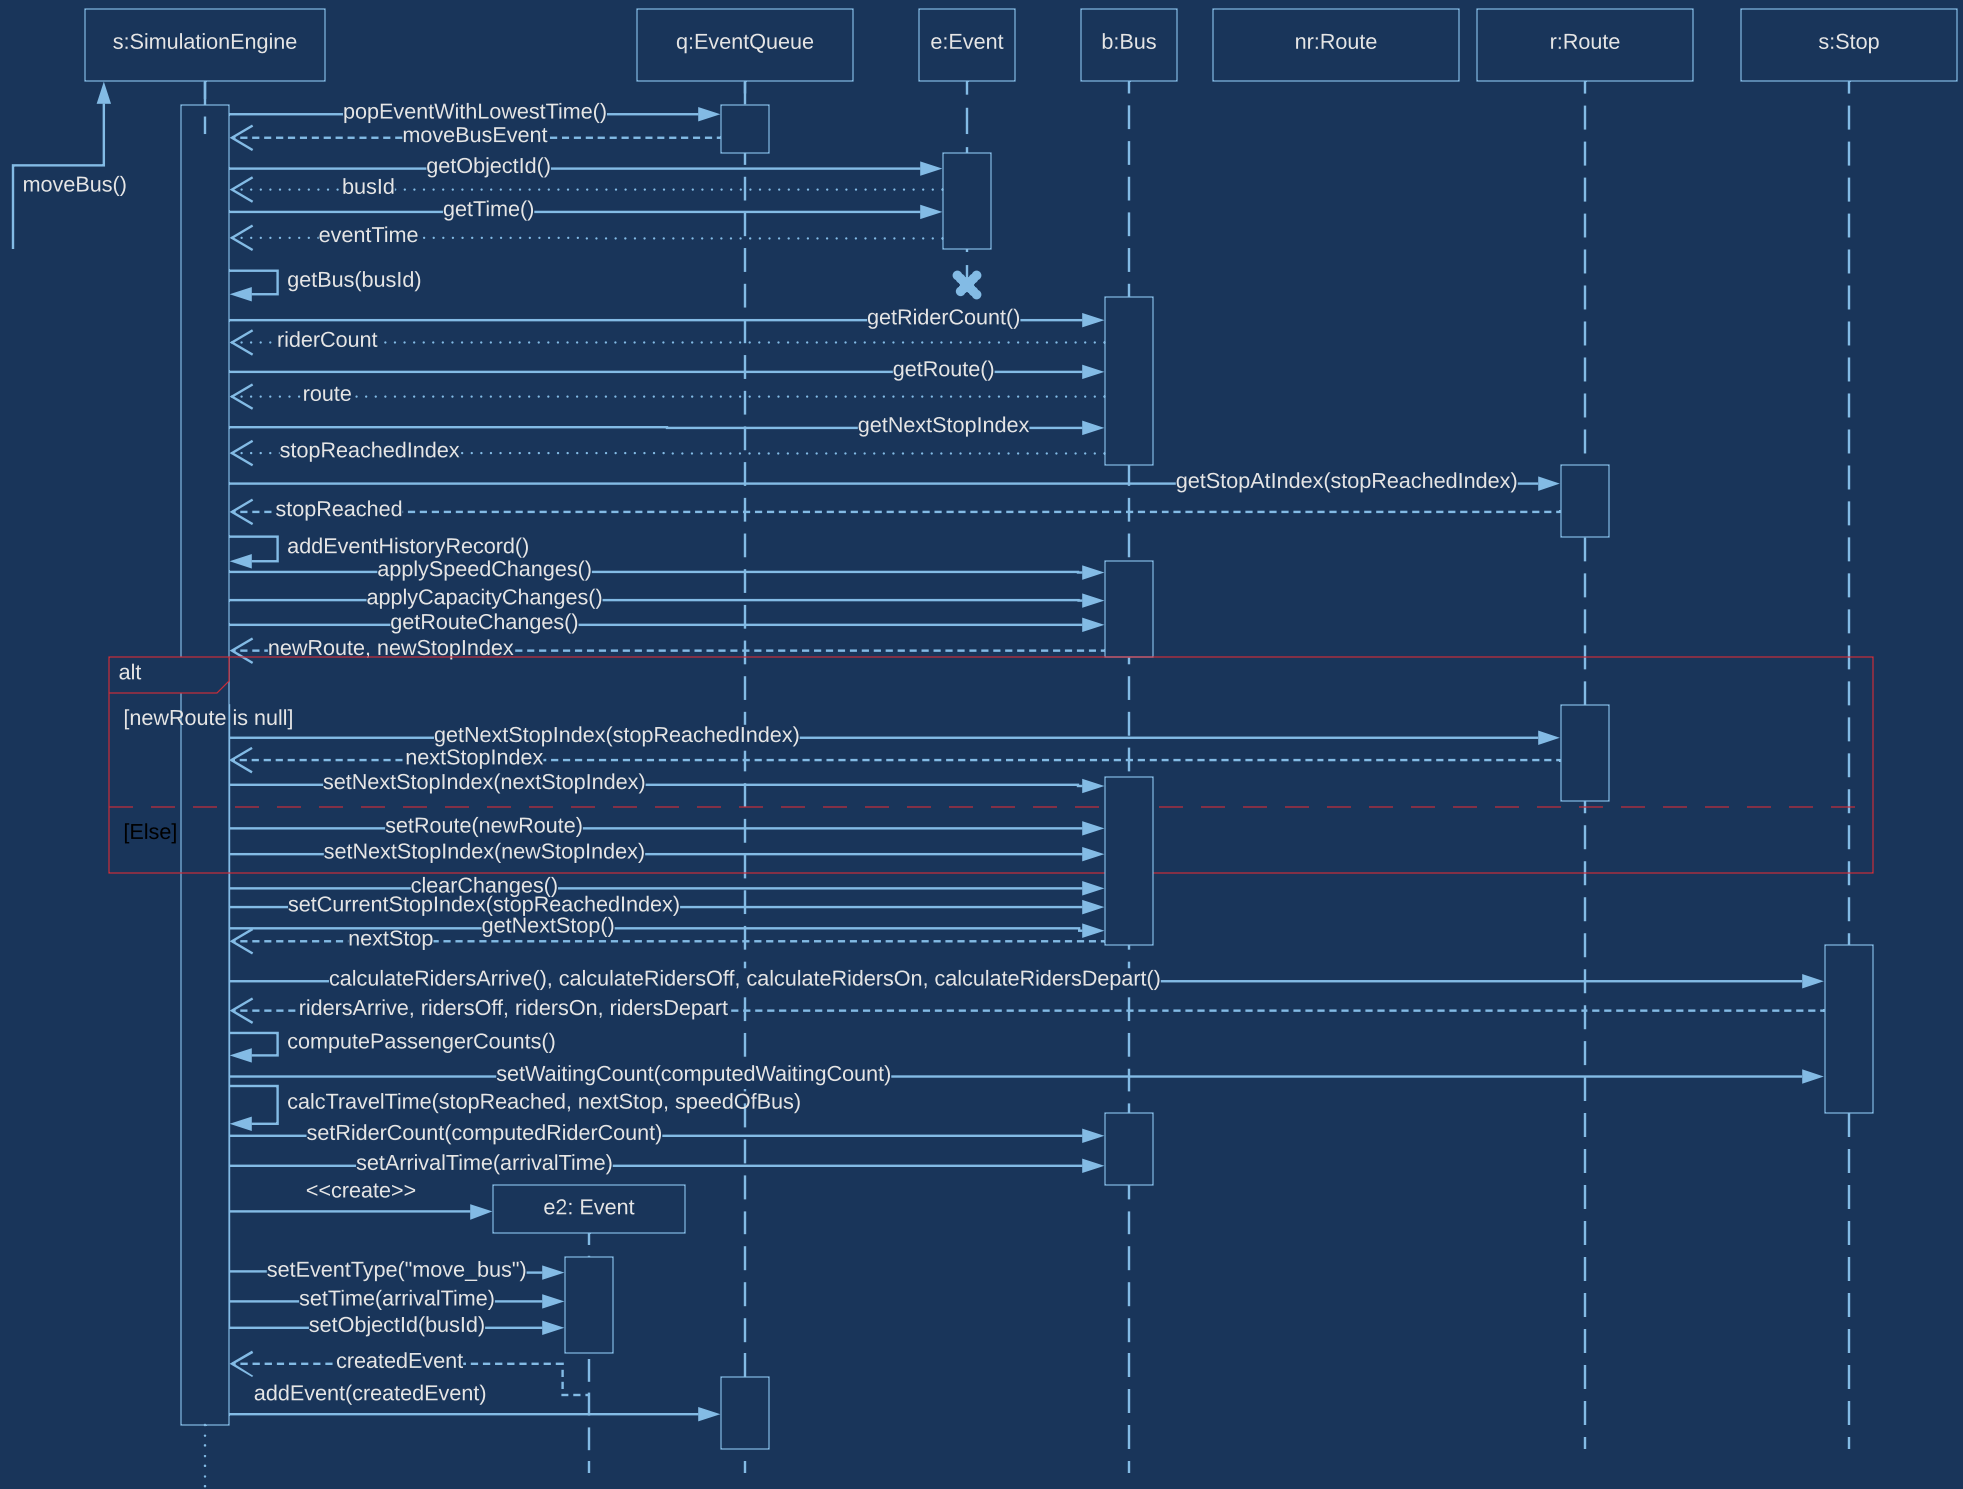 s:SimulationEngine
q:EventQueue
e:Event
b:Bus
nr:Route
r:Route
s:Stop
popEventWithLowestTime()
moveBusEvent
getObjectId()
moveBus()
busId
getTime()
eventTime
getBus(busId)
getRiderCount()
riderCount
getRoute()
route
getNextStopIndex
stopReachedIndex
getStopAtIndex(stopReachedIndex)
stopReached
addEventHistoryRecord()
applySpeedChanges()
applyCapacityChanges()
getRouteChanges()
newRoute, newStopIndex
alt
[newRoute is null]
getNextStopIndex(stopReachedIndex)
nextStopIndex
setNextStopIndex(nextStopIndex)
[Else]
setRoute(newRoute)
setNextStopIndex(newStopIndex)
clearChanges()
setCurrentStopIndex(stopReachedIndex)
getNextStop()
nextStop
calculateRidersArrive(), calculateRidersOff, calculateRidersOn, calculateRidersDepart()
ridersArrive, ridersOff, ridersOn, ridersDepart
computePassengerCounts()
setWaitingCount(computedWaitingCount)
calcTravelTime(stopReached, nextStop, speedOfBus)
setRiderCount(computedRiderCount)
setArrivalTime(arrivalTime)
<<create>>
e2: Event
setEventType("move_bus")
setTime(arrivalTime)
setObjectId(busId)
createdEvent
addEvent(createdEvent)